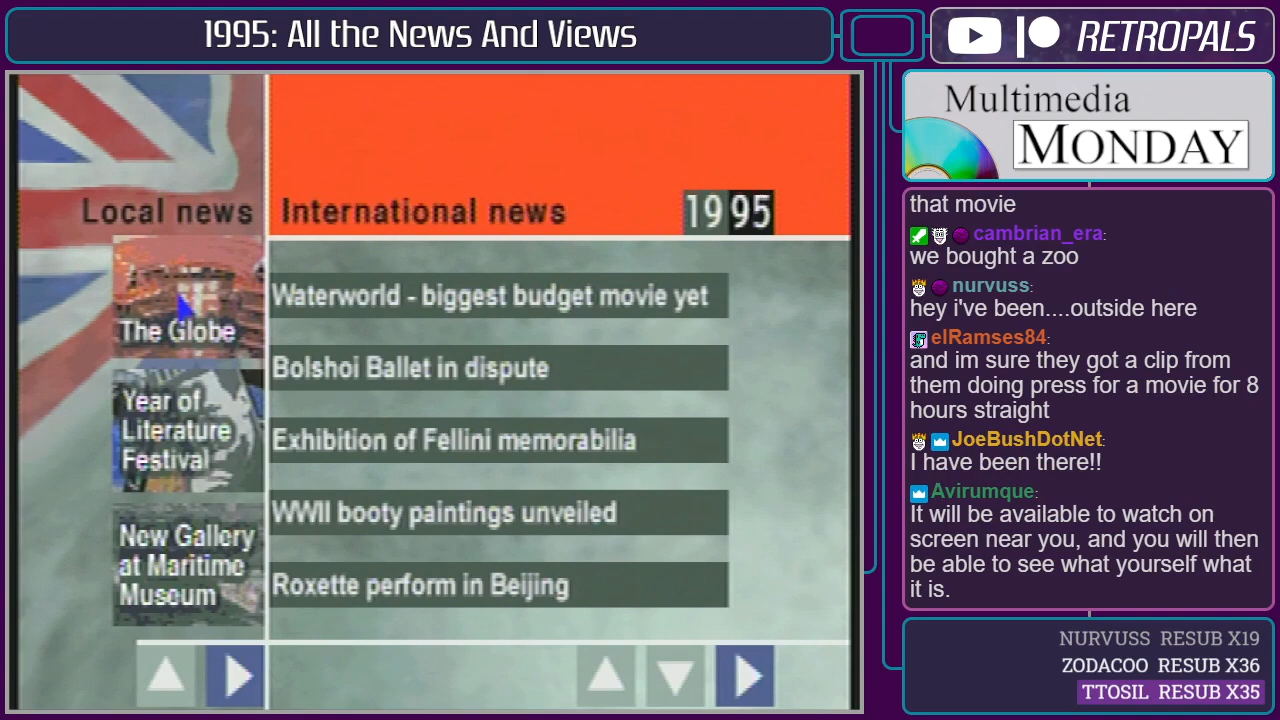 1995: All the News And Views
RETROPALS
Multimedia
MONDAY
Local news
International news
1995
The Globe
Year of
Literature
Festival
New Gallery
at Maritime
Museum
Waterworld - biggest budget movie yet
Bolshoi Ballet in dispute
Exhibition of Fellini memorabilia
WWII booty paintings unveiled
Roxette perform in Beijing
that movie
cambrian_era:
we bought a zoo
nurvuss:
hey i've been....outside here
elRamses84:
and im sure they got a clip from
them doing press for a movie for 8
hours straight
JoeBushDotNet:
I have been there!!
Avirumque:
It will be available to watch on
screen near you, and you will then
be able to see what yourself what
it is.
NURVUSS RESUB X19
ZODACOO RESUB X36
TTOSIL RESUB X35